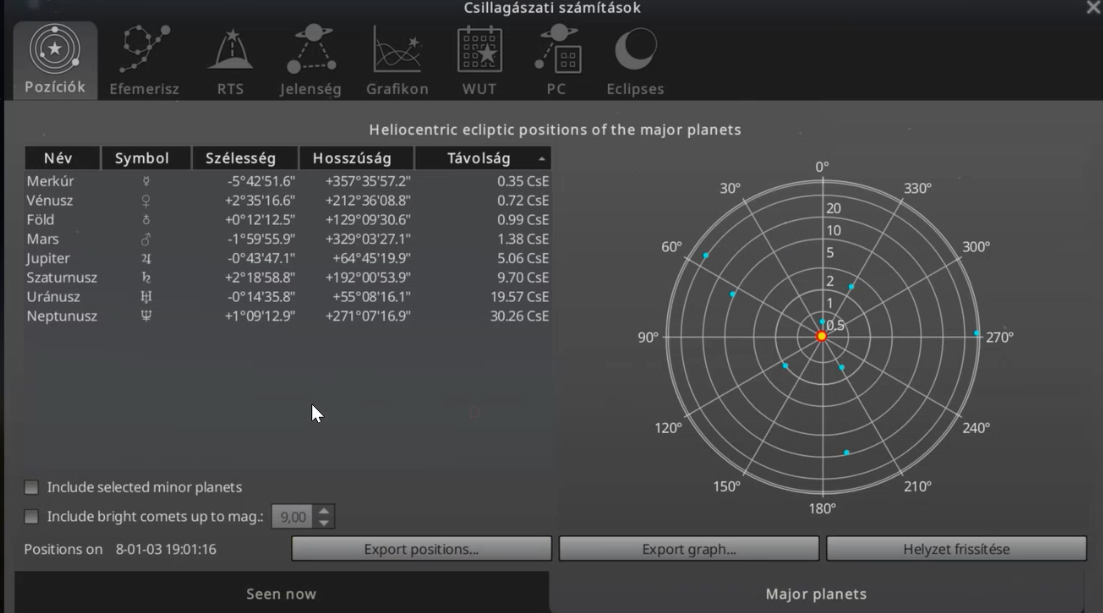 Csillagászati számítások
Pozíciók Efemerisz RTS Jelenség Grafikon WUT PC Eclipses
Heliocentric ecliptic positions of the major planets
Név Symbol Szélesség Hosszúság Távolság
Merkúr ☿ -5°42'51.6" +357°35'57.2" 0.35 CsE
Vénusz ♀ +2°35'16.6" +212°36'08.8" 0.72 CsE
Föld ♁ +0°12'12.5" +129°09'30.6" 0.99 CsE
Mars ♂ -1°59'55.9" +329°03'27.1" 1.38 CsE
Jupiter ♃ -0°43'47.1" +64°45'19.9" 5.06 CsE
Szaturnusz ♄ +2°18'58.8" +192°00'53.9" 9.70 CsE
Uránusz ♅ -0°14'35.8" +55°08'16.1" 19.57 CsE
Neptunusz ♆ +1°09'12.9" +271°07'16.9" 30.26 CsE
0°
30° 330°
20
10
60° 300°
5
2
1
0.5
90° 270°
120° 240°
150° 210°
180°
Include selected minor planets
Include bright comets up to mag.: 9,00
Positions on 8-01-03 19:01:16 Export positions... Export graph... Helyzet frissítése
Seen now Major planets